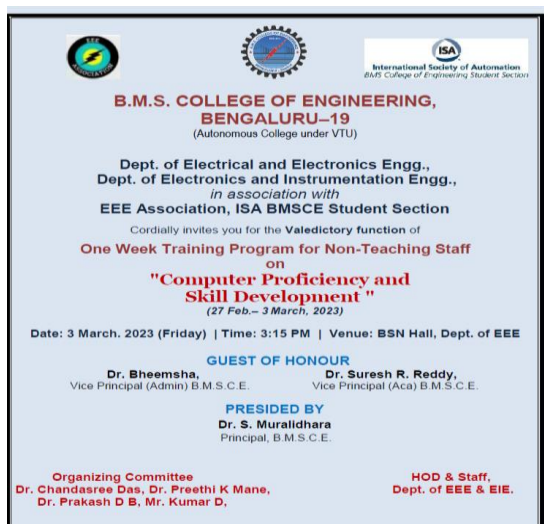 EEE
ASSOCIATION
ISA
International Society of Automation
BMS College of Engineering Student Section
B.M.S. COLLEGE OF ENGINEERING,
BENGALURU–19
(Autonomous College under VTU)
Dept. of Electrical and Electronics Engg.,
Dept. of Electronics and Instrumentation Engg.,
in association with
EEE Association, ISA BMSCE Student Section
Cordially invites you for the Valedictory function of
One Week Training Program for Non-Teaching Staff
on
"Computer Proficiency and
Skill Development "
(27 Feb.– 3 March, 2023)
Date: 3 March. 2023 (Friday) | Time: 3:15 PM | Venue: BSN Hall, Dept. of EEE
GUEST OF HONOUR
Dr. Bheemsha, Dr. Suresh R. Reddy,
Vice Principal (Admin) B.M.S.C.E. Vice Principal (Aca) B.M.S.C.E.
PRESIDED BY
Dr. S. Muralidhara
Principal, B.M.S.C.E.
Organizing Committee HOD & Staff,
Dr. Chandasree Das, Dr. Preethi K Mane, Dept. of EEE & EIE.
Dr. Prakash D B, Mr. Kumar D,